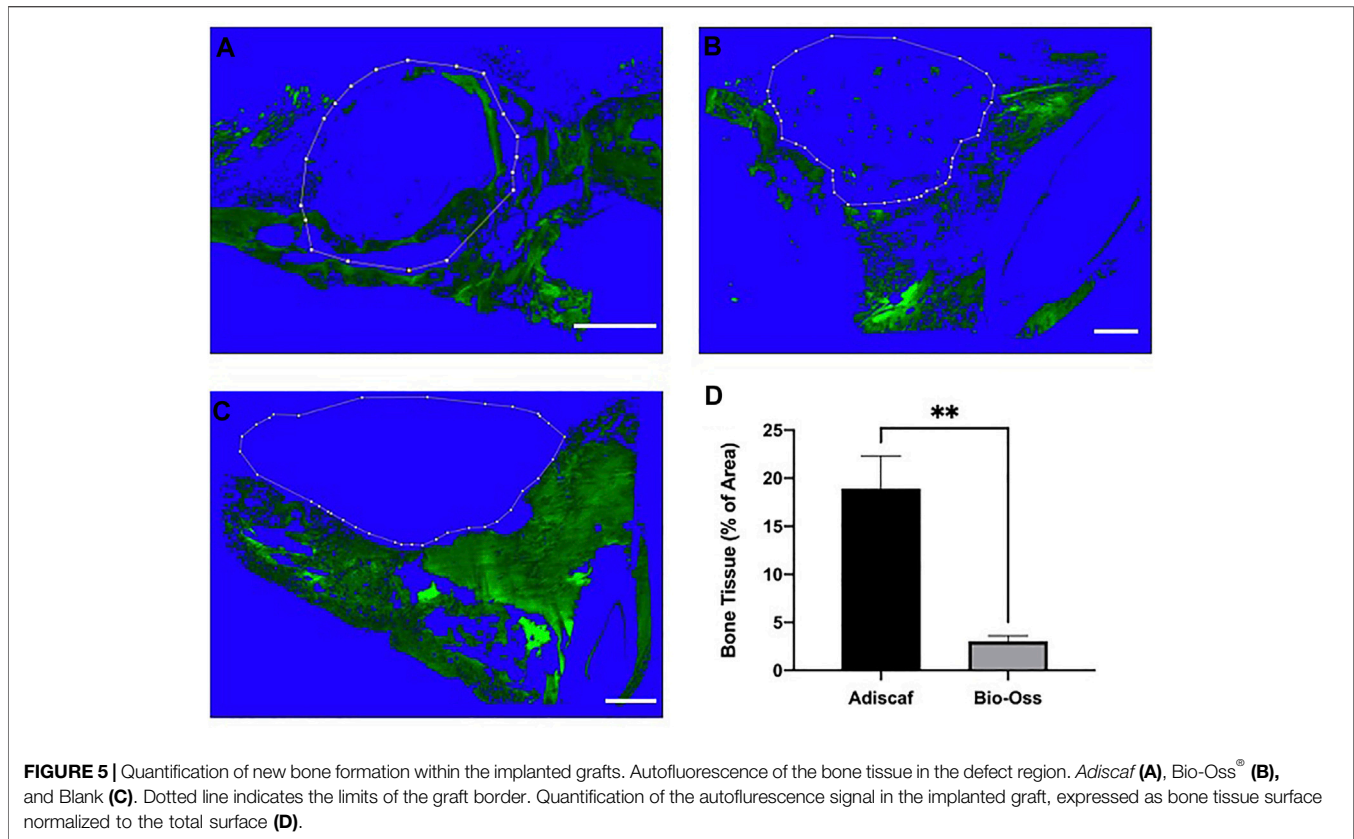 A
B
C
D
**
25
20
15
10
5
0
Bone Tissue (% of Area)
Adiscaf
Bio-Oss
FIGURE 5 | Quantification of new bone formation within the implanted grafts. Autofluorescence of the bone tissue in the defect region. Adiscaf (A), Bio-Oss® (B),
and Blank (C). Dotted line indicates the limits of the graft border. Quantification of the autoflurescence signal in the implanted graft, expressed as bone tissue surface
normalized to the total surface (D).